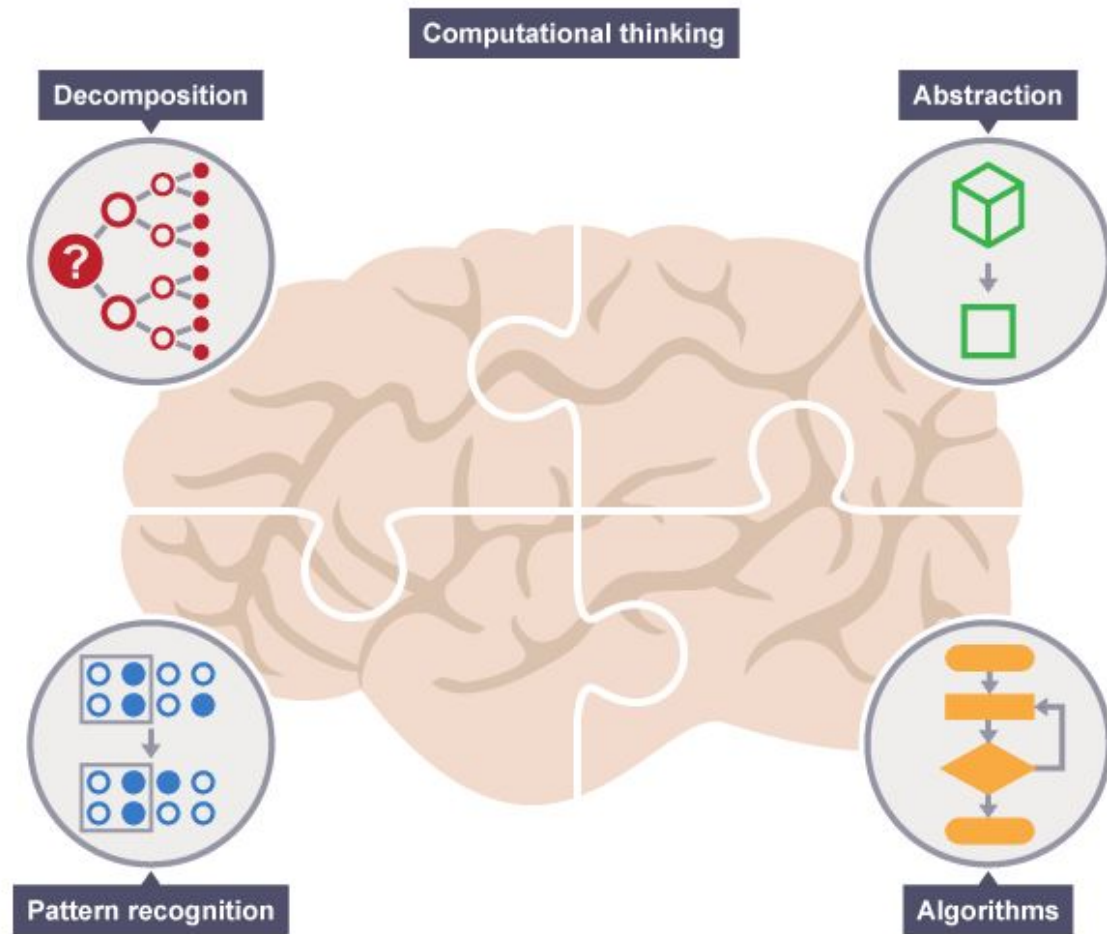 Computational thinking
Decomposition
Abstraction
?
Pattern recognition
Algorithms